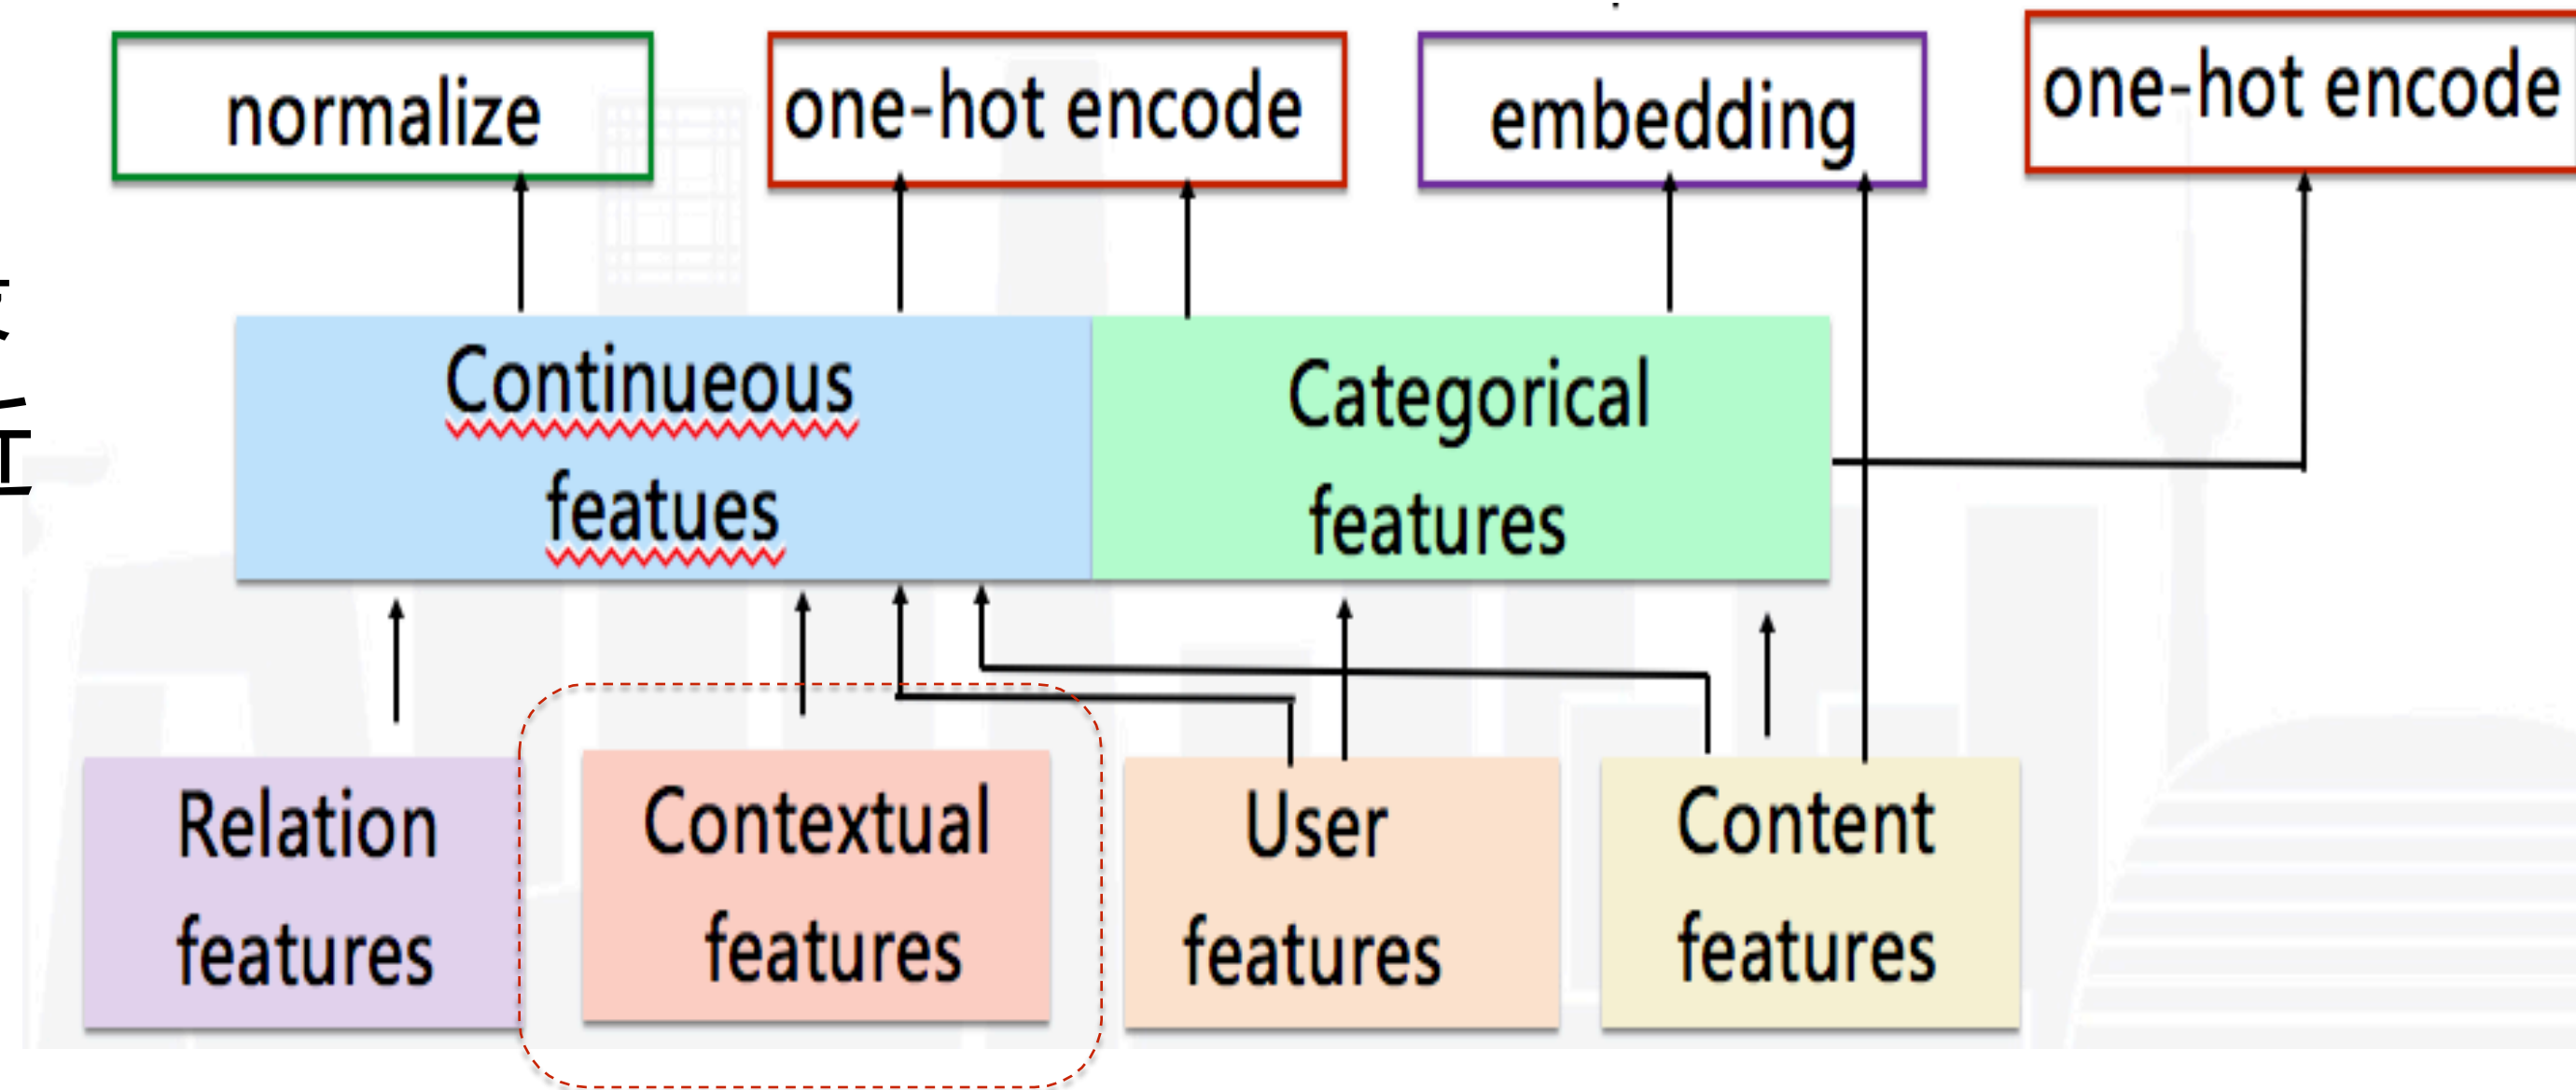 normalize
one-hot encode
embedding
one-hot encode
Continueous
featues
Categorical
features
Relation
features
Contextual
features
User
features
Content
features